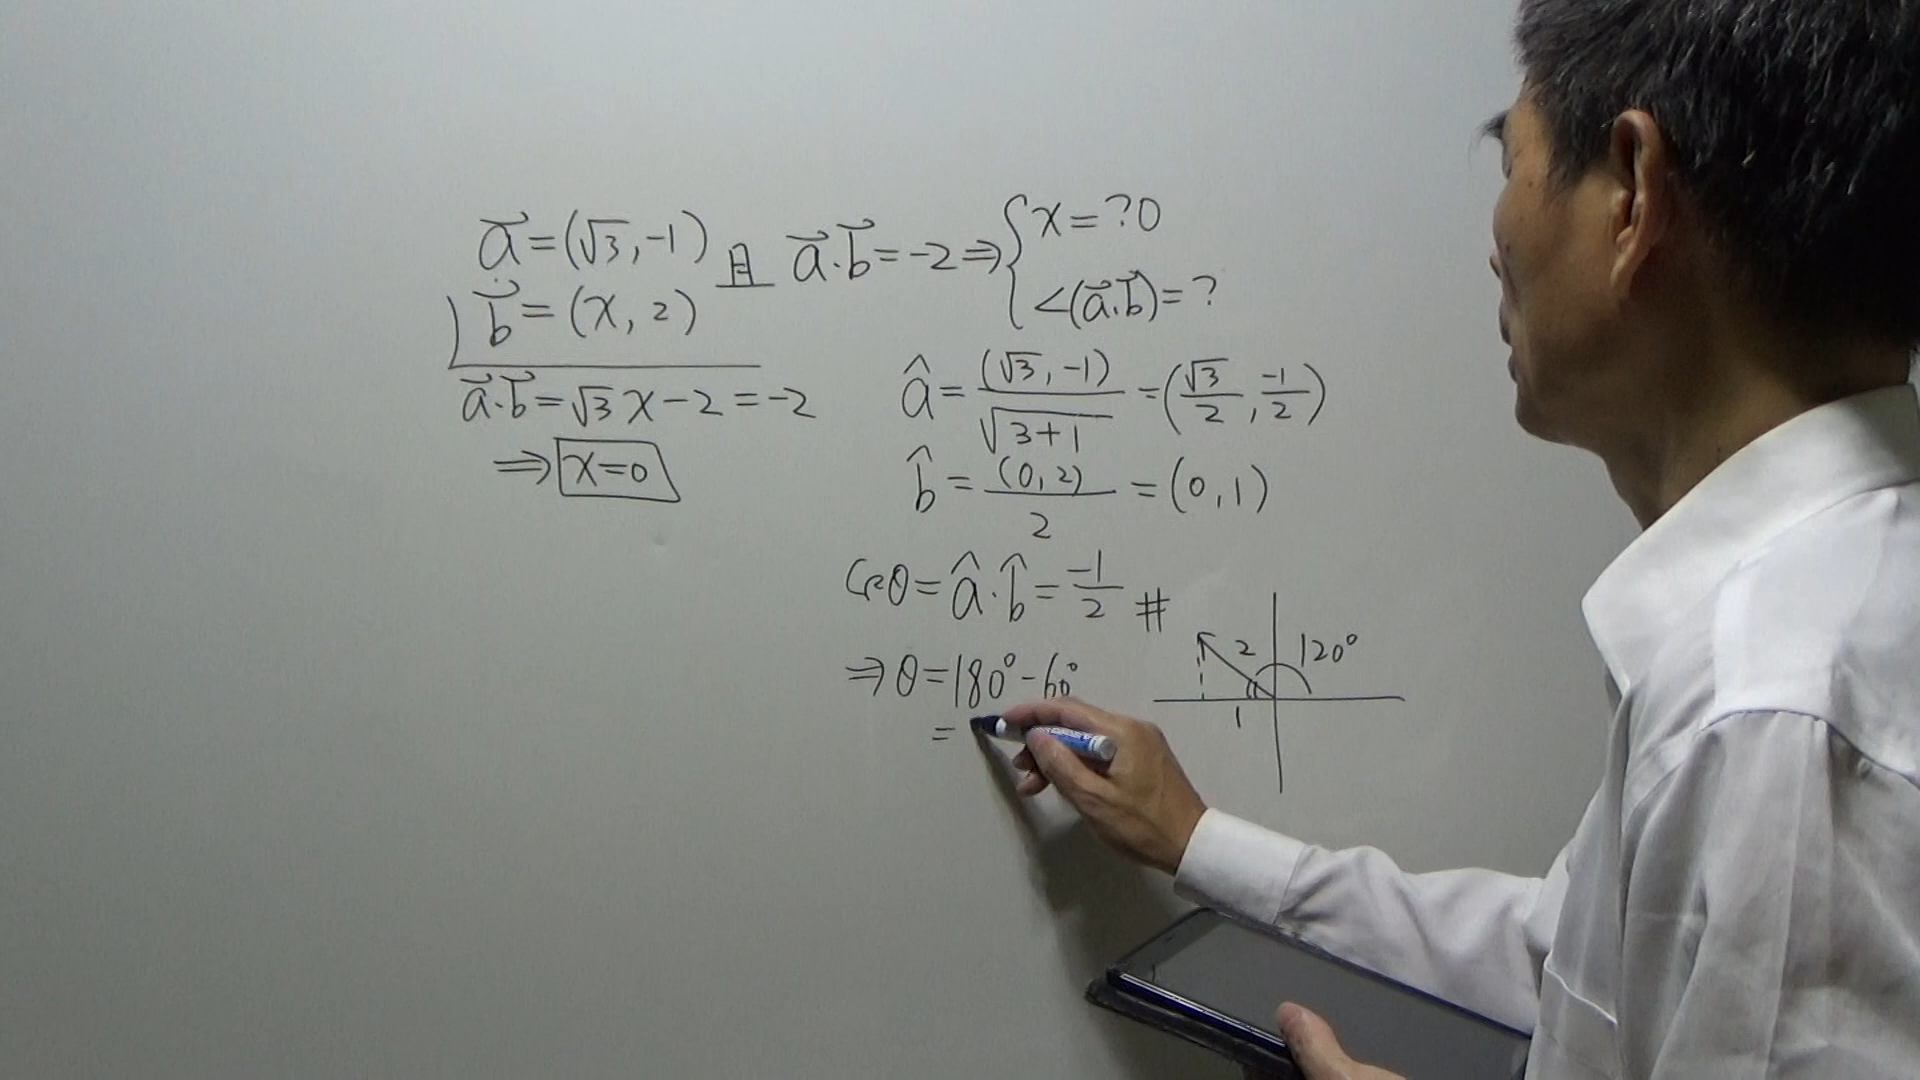 a⃗ = (√3, -1) 且 a⃗·b⃗ = -2 ⇒ { x = ? 0
b⃗ = (x, 2)
∠(a⃗,b⃗) = ?
a⃗·b⃗ = √3x - 2 = -2
⇒ x = 0
â = (√3, -1) / √(3+1) = (√3/2, -1/2)
b̂ = (0, 2) / 2 = (0, 1)
cosθ = â·b̂ = -1/2 #
⇒ θ = 180° - 60°
=
2 120°
1